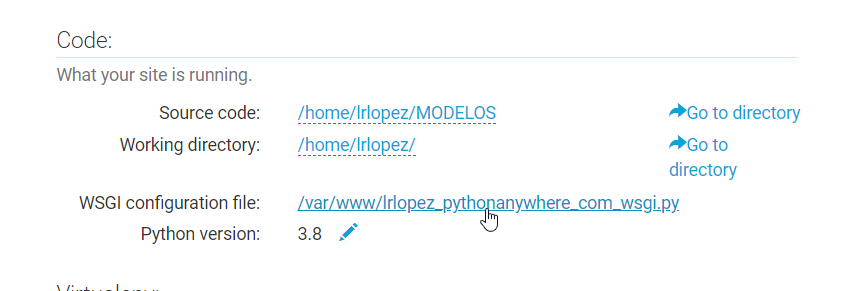 Code:
What your site is running.
Source code: /home/lrlopez/MODELOS Go to directory
Working directory: /home/lrlopez/ Go to directory
WSGI configuration file: /var/www/lrlopez_pythonanywhere_com_wsgi.py
Python version: 3.8